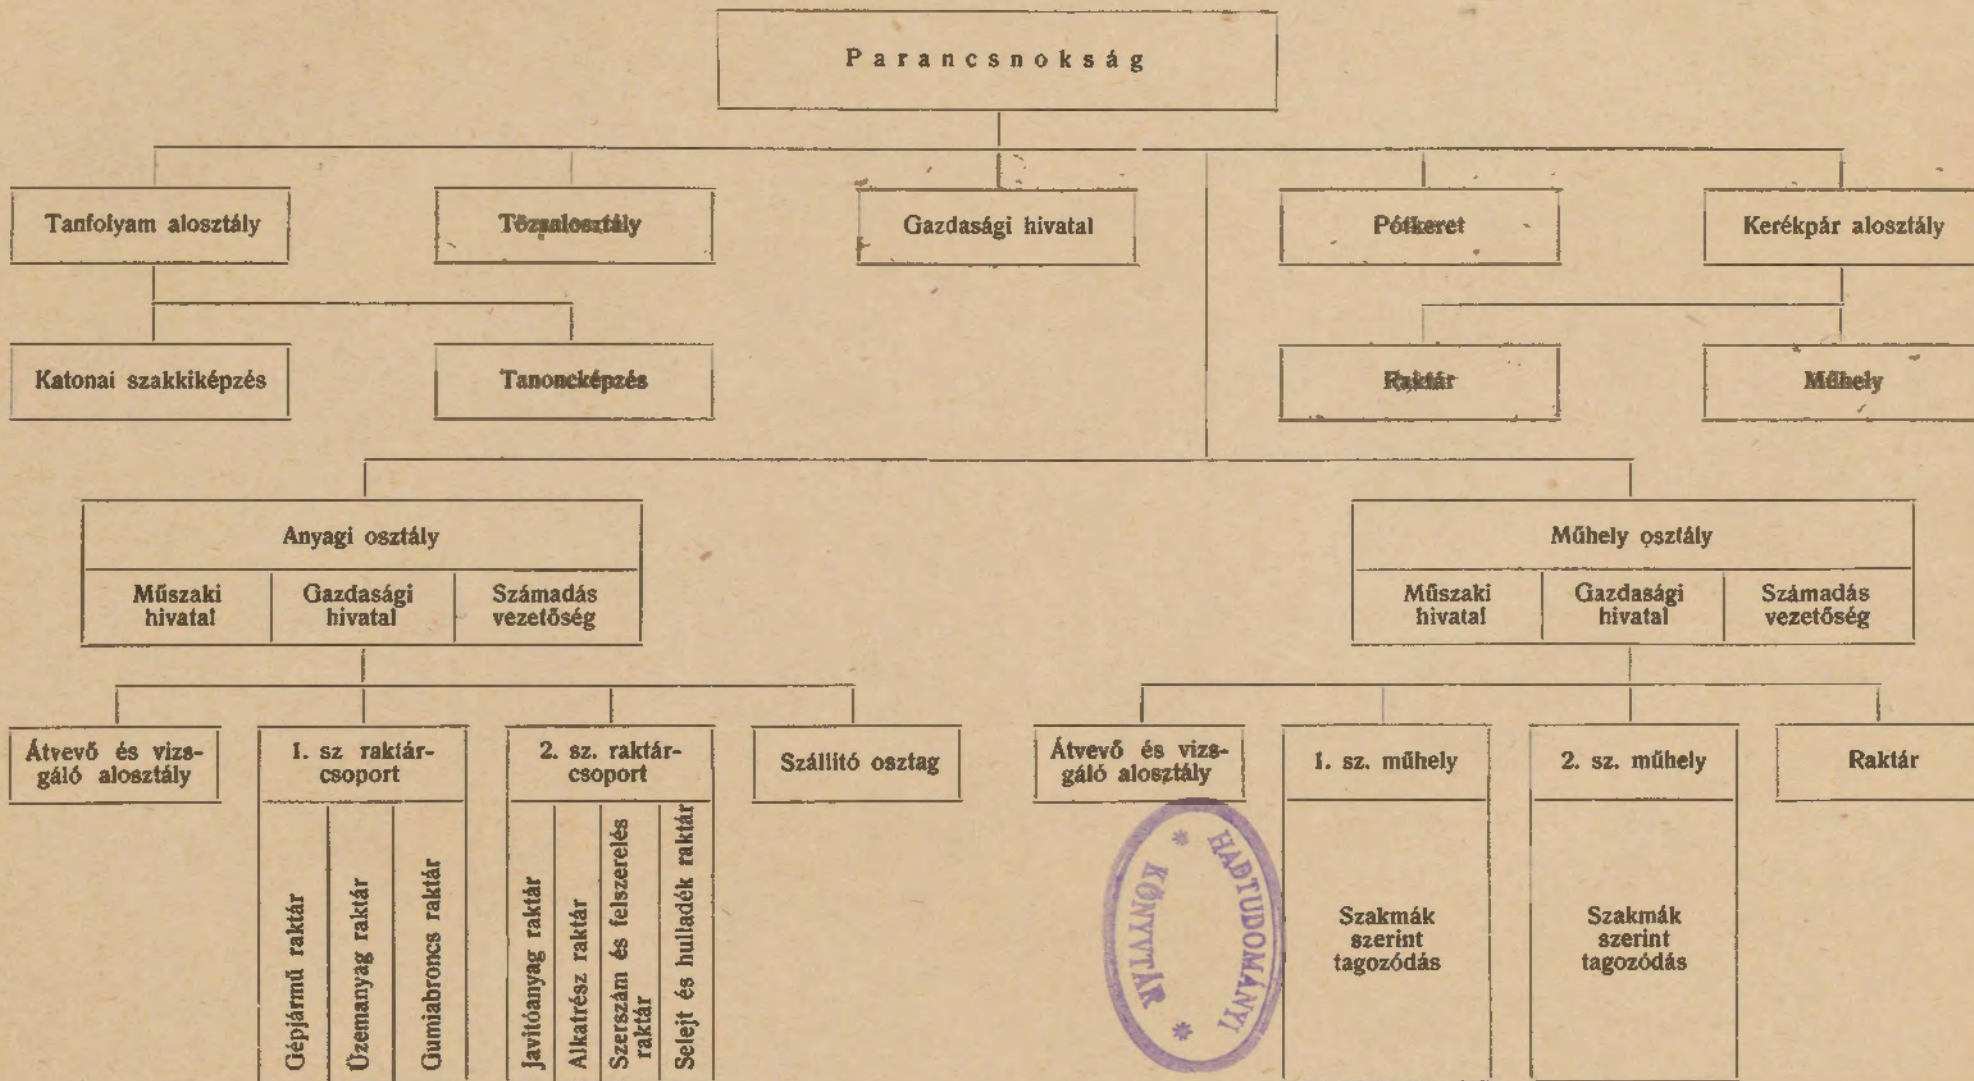 Parancsnokság
Tanfolyam alosztály
Törzsalosztály
Gazdasági hivatal
Pótkeret
Kerékpár alosztály
Katonai szakkiképzés
Tanoncképzés
Raktár
Műhely
Anyagi osztály
Műszaki
hivatal
Gazdasági
hivatal
Számadás
vezetőség
Műhely osztály
Műszaki
hivatal
Gazdasági
hivatal
Számadás
vezetőség
Átvevő és vizs-
gáló alosztály
1. sz raktár-
csoport
Gépjármű raktár
Üzemanyag raktár
Gumiabroncs raktár
2. sz. raktár-
csoport
Javitóanyag raktár
Alkatrész raktár
Szerszám és felszerelés
raktár
Selejt és hulladék raktár
Szállitó osztag
Átvevő és vizs-
gáló alosztály
1. sz. műhely
Szakmák
szerint
tagozódás
2. sz. műhely
Szakmák
szerint
tagozódás
Raktár
HADTUDOMÁNYI
* KÖNYVTÁR *